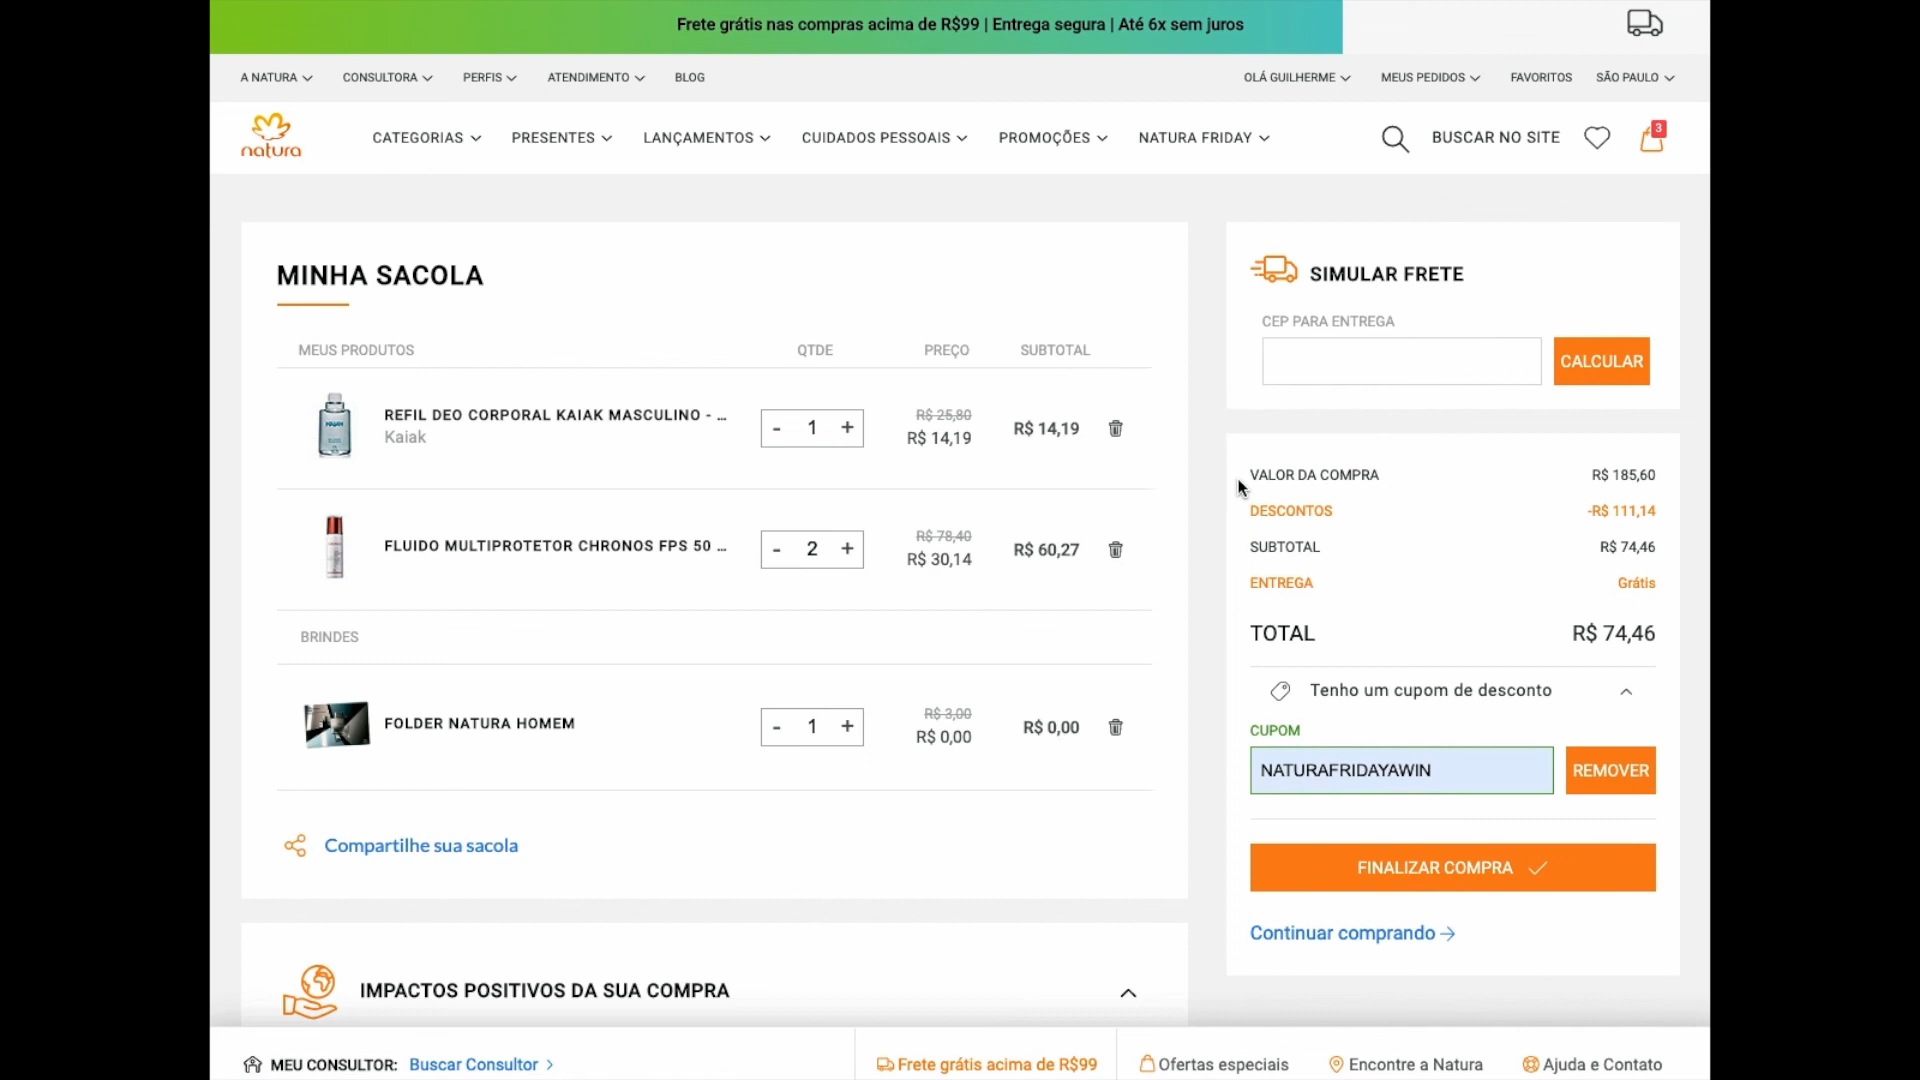 Frete grátis nas compras acima de R$99 | Entrega segura | Até 6x sem juros
A NATURA
CONSULTORA
PERFIS
ATENDIMENTO
BLOG
OLÁ GUILHERME
MEUS PEDIDOS
FAVORITOS
SÃO PAULO
natura
CATEGORIAS
PRESENTES
LANÇAMENTOS
CUIDADOS PESSOAIS
PROMOÇÕES
NATURA FRIDAY
BUSCAR NO SITE
3
MINHA SACOLA
MEUS PRODUTOS
QTDE
PREÇO
SUBTOTAL
REFIL DEO CORPORAL KAIAK MASCULINO - ...
Kaiak
- 1 +
R$ 25,80
R$ 14,19
R$ 14,19
FLUIDO MULTIPROTETOR CHRONOS FPS 50 ...
- 2 +
R$ 78,40
R$ 30,14
R$ 60,27
BRINDES
FOLDER NATURA HOMEM
- 1 +
R$ 3,00
R$ 0,00
R$ 0,00
Compartilhe sua sacola
IMPACTOS POSITIVOS DA SUA COMPRA
SIMULAR FRETE
CEP PARA ENTREGA
CALCULAR
VALOR DA COMPRA R$ 185,60
DESCONTOS -R$ 111,14
SUBTOTAL R$ 74,46
ENTREGA Grátis
TOTAL R$ 74,46
Tenho um cupom de desconto
CUPOM
NATURAFRIDAYAWIN
REMOVER
FINALIZAR COMPRA
Continuar comprando
MEU CONSULTOR: Buscar Consultor
Frete grátis acima de R$99
Ofertas especiais
Encontre a Natura
Ajuda e Contato